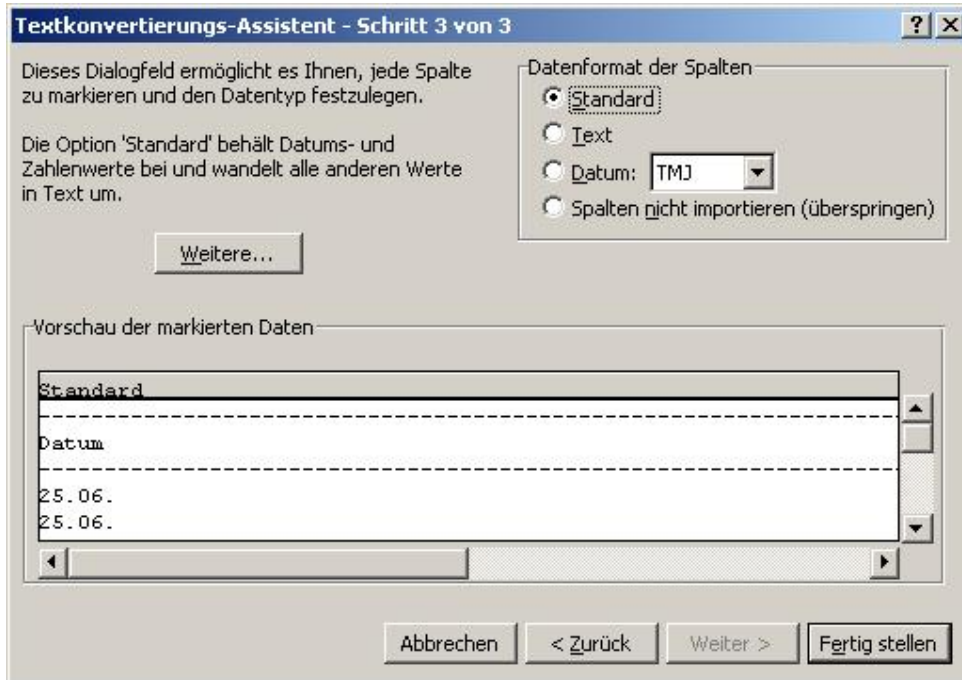 Textkonvertierungs-Assistent - Schritt 3 von 3
Dieses Dialogfeld ermöglicht es Ihnen, jede Spalte
zu markieren und den Datentyp festzulegen.
Die Option 'Standard' behält Datums- und
Zahlenwerte bei und wandelt alle anderen Werte
in Text um.
Weitere...
Datenformat der Spalten
Standard
Text
Datum: TMJ
Spalten nicht importieren (überspringen)
Vorschau der markierten Daten
Standard
Datum
25.06.
25.06.
Abbrechen
< Zurück
Weiter >
Fertig stellen